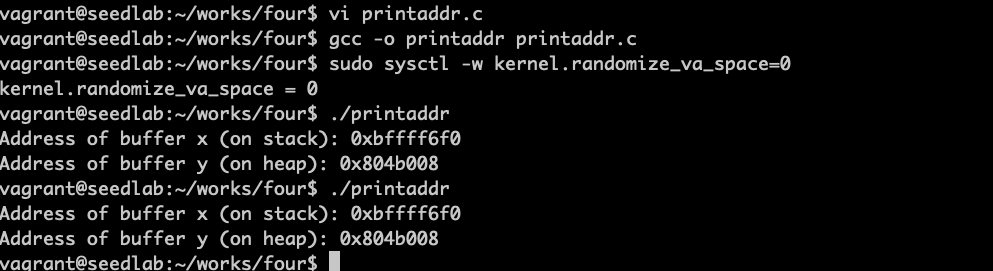 vagrant@seedlab:~/works/four$ vi printaddr.c
vagrant@seedlab:~/works/four$ gcc -o printaddr printaddr.c
vagrant@seedlab:~/works/four$ sudo sysctl -w kernel.randomize_va_space=0
kernel.randomize_va_space = 0
vagrant@seedlab:~/works/four$ ./printaddr
Address of buffer x (on stack): 0xbffff6f0
Address of buffer y (on heap): 0x804b008
vagrant@seedlab:~/works/four$ ./printaddr
Address of buffer x (on stack): 0xbffff6f0
Address of buffer y (on heap): 0x804b008
vagrant@seedlab:~/works/four$